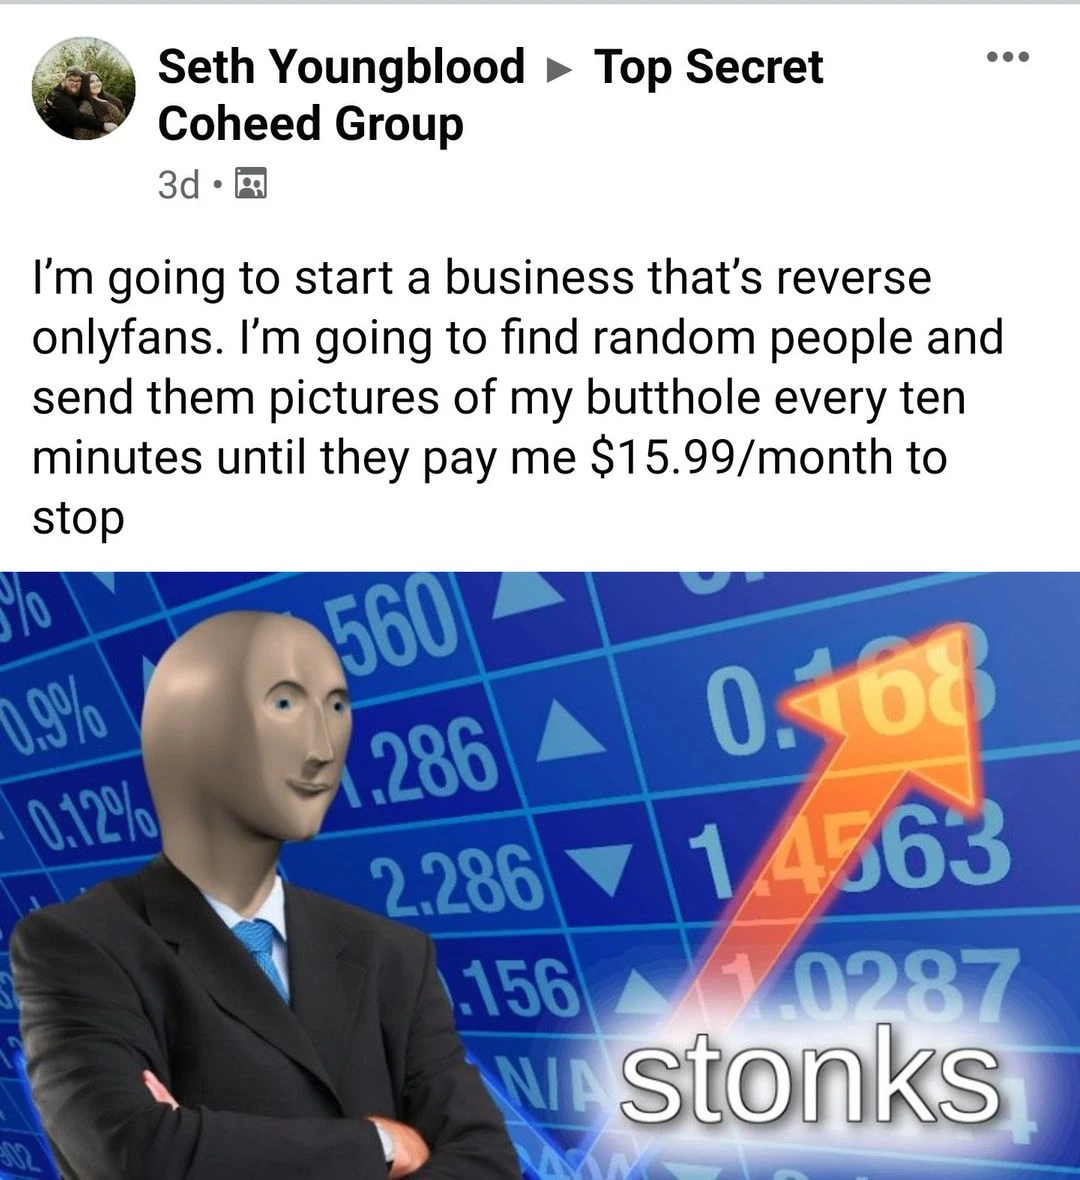 Seth Youngblood ▸ Top Secret
Coheed Group
3d •
I'm going to start a business that's reverse
onlyfans. I'm going to find random people and
send them pictures of my butthole every ten
minutes until they pay me $15.99/month to
stop
560
0.168
0.9%
.286
0.12%
1.4563
2.286
.156
1.0287
N/A
stonks